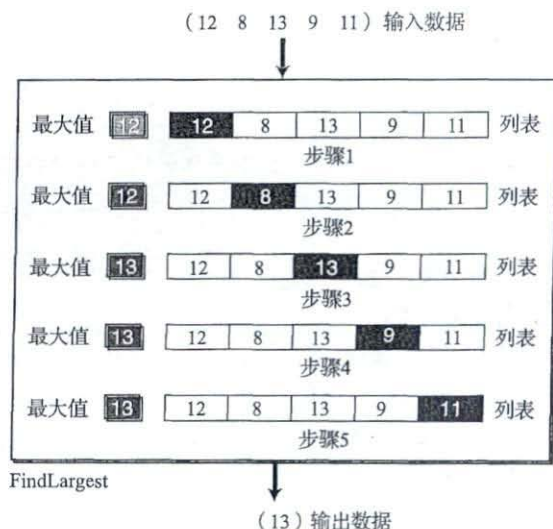 （12 8 13 9 11）输入数据
最大值 12 12 8 13 9 11 列表
步骤1
最大值 12 12 8 13 9 11 列表
步骤2
最大值 13 12 8 13 9 11 列表
步骤3
最大值 13 12 8 13 9 11 列表
步骤4
最大值 13 12 8 13 9 11 列表
步骤5
FindLargest
（13）输出数据